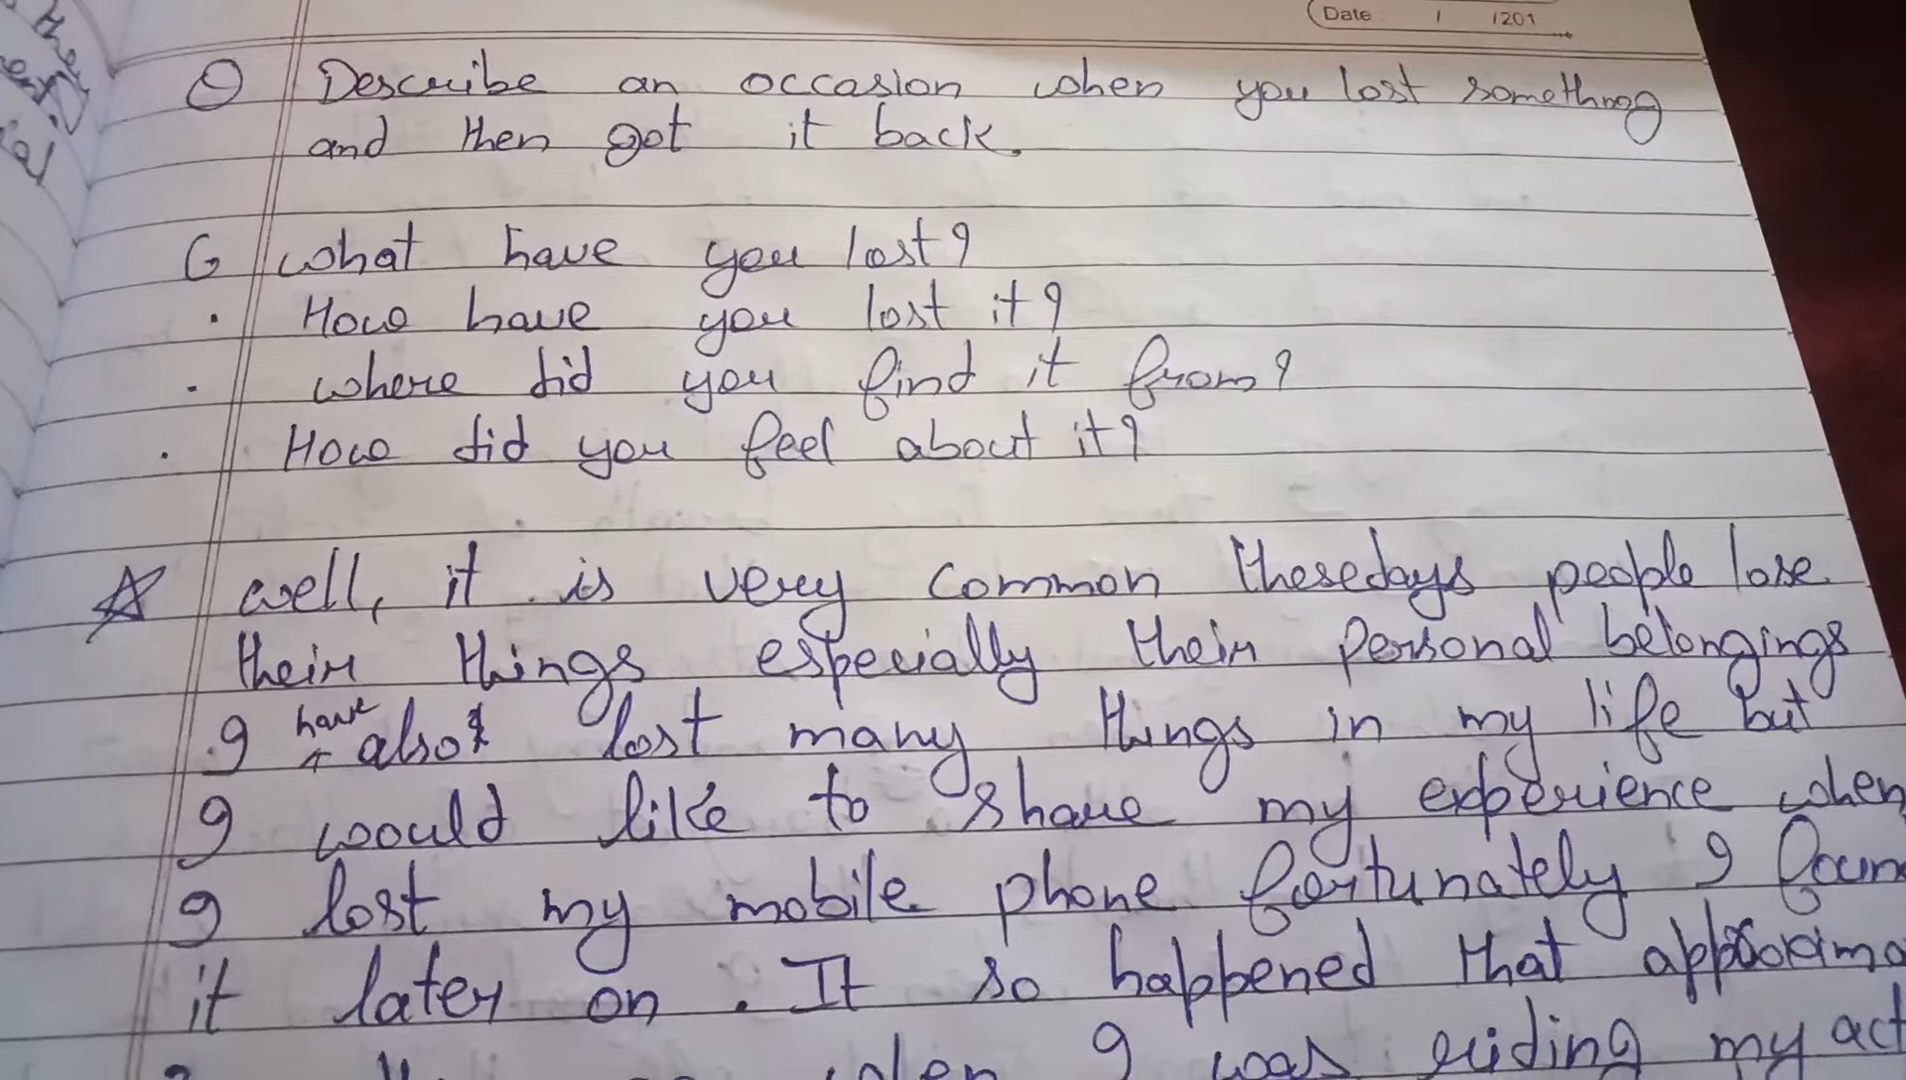 Date / /201
Q Describe an occasion when you lost something
and then got it back.
G what have you lost?
. How have you lost it?
. where did you find it from?
. How did you feel about it?
☆ well, it is very common thesedays people lose
their things especially their personal belongings
I have also lost many things in my life but
I would like to share my experience when
I lost my mobile phone fortunately I foun
it later on. It so happened that approxima
when I was riding my act